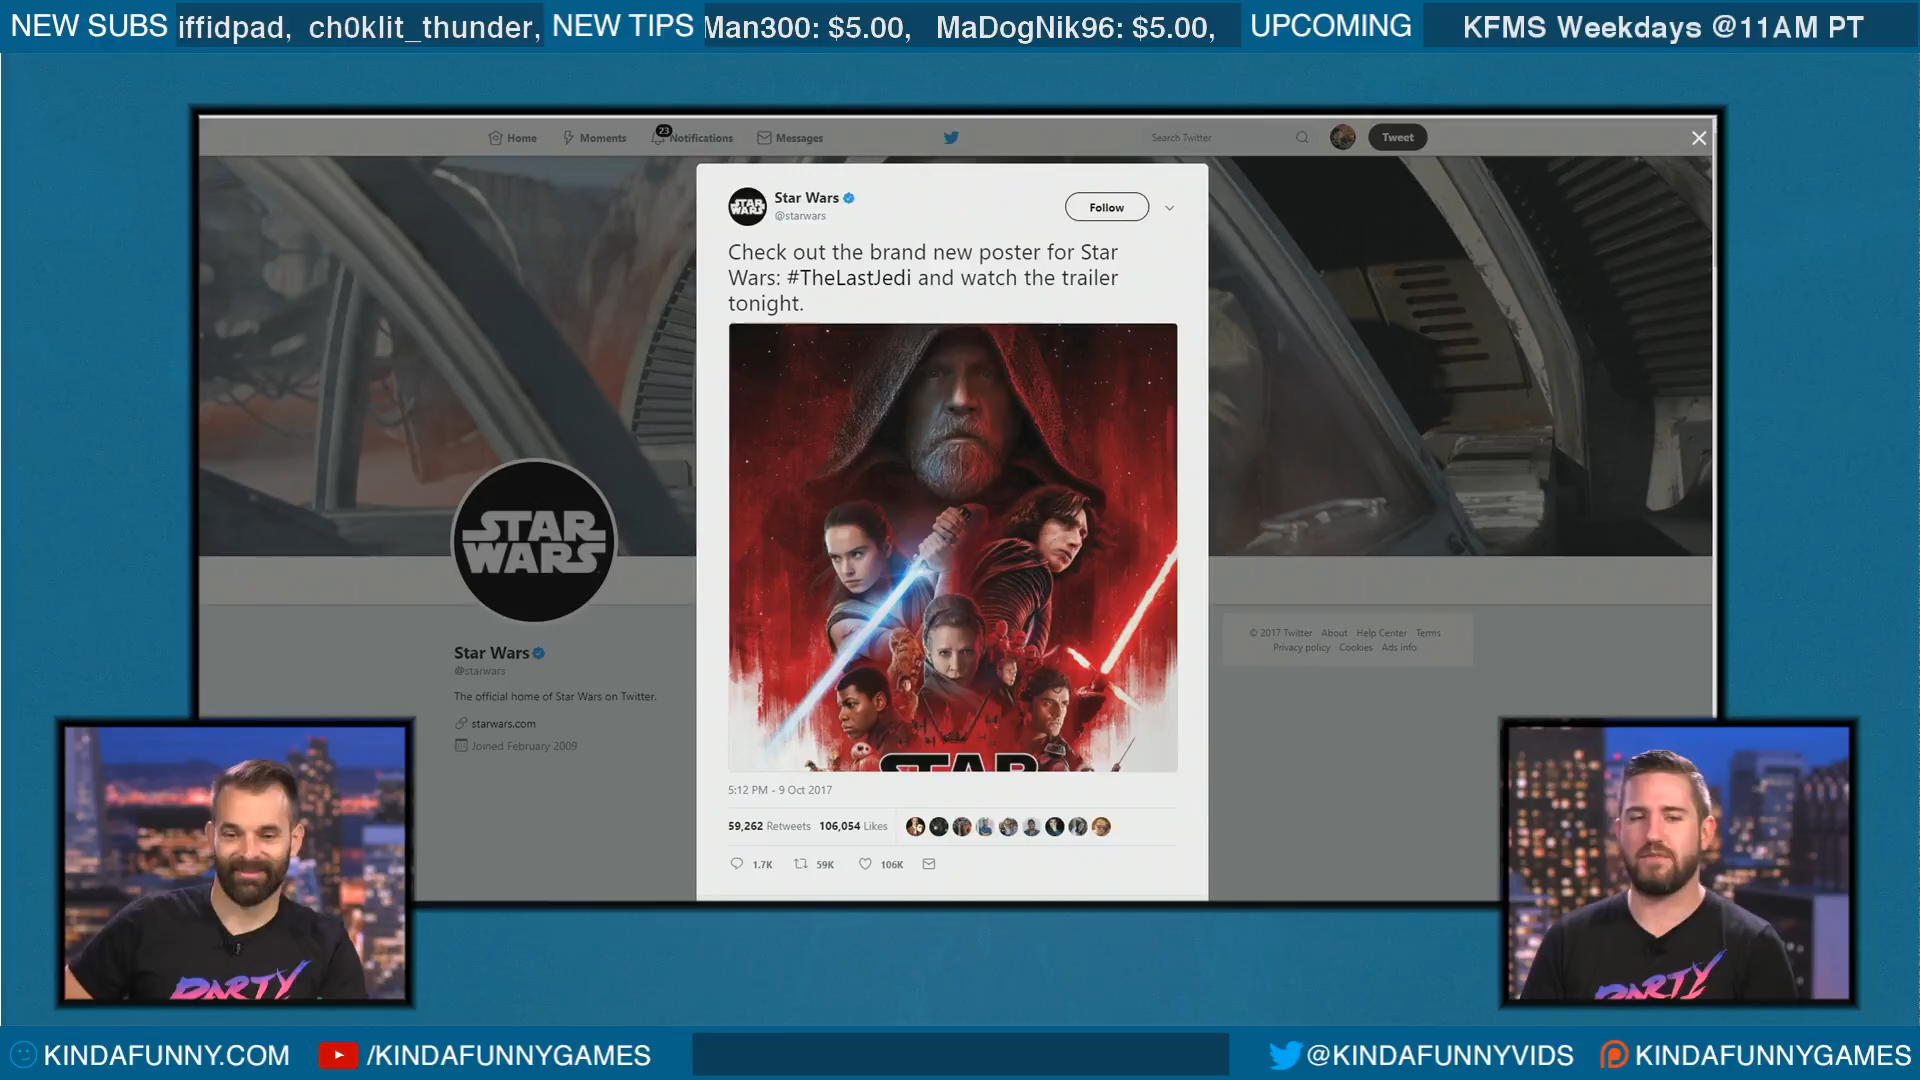 NEW SUBS iffidpad, ch0klit_thunder, NEW TIPS Man300: $5.00, MaDogNik96: $5.00, UPCOMING KFMS Weekdays @11AM PT
Home Moments 23 Notifications Messages Search Twitter Tweet
Star Wars
@starwars
Follow
Check out the brand new poster for Star
Wars: #TheLastJedi and watch the trailer
tonight.
STAR
5:12 PM - 9 Oct 2017
59,262 Retweets 106,054 Likes
1.7K 59K 106K
STAR
WARS
Star Wars
@starwars
The official home of Star Wars on Twitter.
starwars.com
Joined February 2009
© 2017 Twitter About Help Center Terms
Privacy policy Cookies Ads info
PARTY
PARTY
KINDAFUNNY.COM /KINDAFUNNYGAMES @KINDAFUNNYVIDS KINDAFUNNYGAMES
STAR
WARS